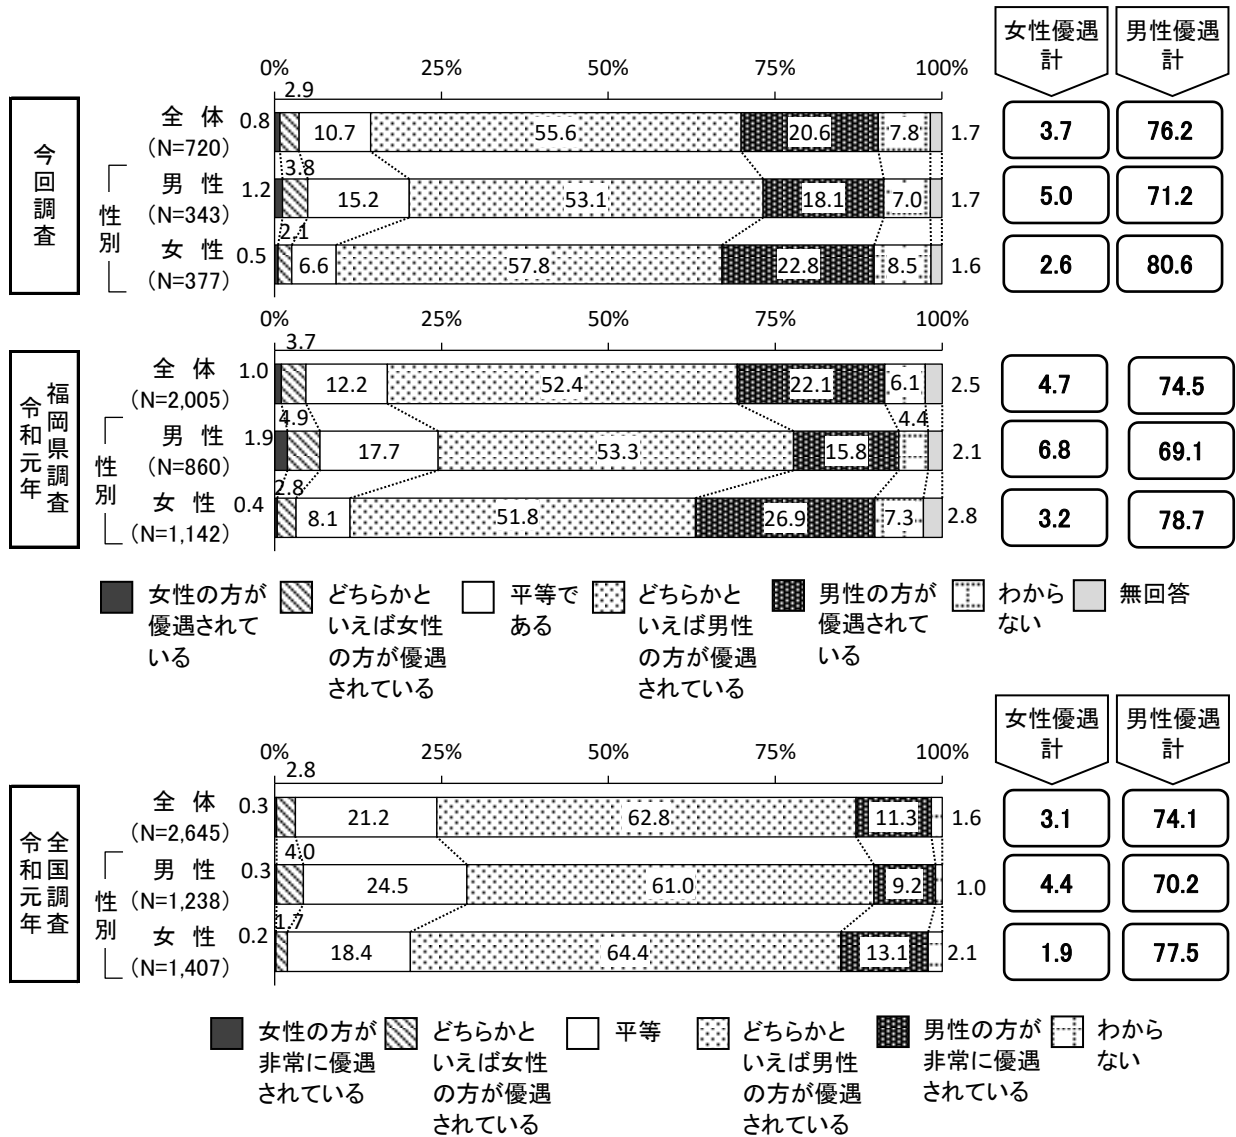 女性優遇
計
男性優遇
計
0% 25% 50% 75% 100%
今回調査
性別
2.9
全 体
(N=720)
0.8 10.7 55.6 20.6 7.8 1.7 3.7 76.2
3.8
男 性
(N=343)
1.2 15.2 53.1 18.1 7.0 1.7 5.0 71.2
2.1
女 性
(N=377)
0.5 6.6 57.8 22.8 8.5 1.6 2.6 80.6
0% 25% 50% 75% 100%
福岡県調査
令和元年
性別
3.7
全 体
(N=2,005)
1.0 12.2 52.4 22.1 6.1 2.5 4.7 74.5
4.9 4.4
男 性
(N=860)
1.9 17.7 53.3 15.8 2.1 6.8 69.1
2.8
女 性
(N=1,142)
0.4 8.1 51.8 26.9 7.3 2.8 3.2 78.7
女性の方が
優遇されて
いる
どちらかと
いえば女性
の方が優遇
されている
平等で
ある
どちらかと
いえば男性
の方が優遇
されている
男性の方が
優遇されて
いる
わから
ない
無回答
女性優遇
計
男性優遇
計
0% 25% 50% 75% 100%
全国調査
令和元年
性別
2.8
全 体
(N=2,645)
0.3 21.2 62.8 11.3 1.6 3.1 74.1
4.0
男 性
(N=1,238)
0.3 24.5 61.0 9.2 1.0 4.4 70.2
1.7
女 性
(N=1,407)
0.2 18.4 64.4 13.1 2.1 1.9 77.5
女性の方が
非常に優遇
されている
どちらかと
いえば女性
の方が優遇
されている
平等
どちらかと
いえば男性
の方が優遇
されている
男性の方が
非常に優遇
されている
わから
ない